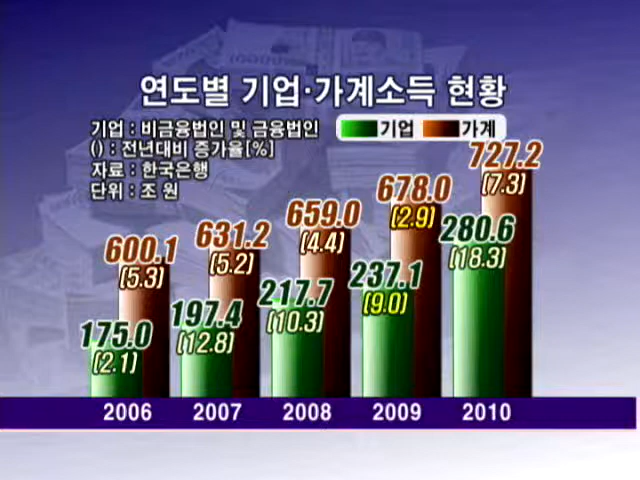 연도별 기업·가계소득 현황
기업 : 비금융법인 및 금융법인
() : 전년대비 증가율[%]
자료 : 한국은행
단위 : 조 원
기업 가계
175.0
(2.1)
600.1
(5.3)
197.4
(12.8)
631.2
(5.2)
217.7
(10.3)
659.0
(4.4)
237.1
(9.0)
678.0
(2.9)
280.6
(18.3)
727.2
(7.3)
2006 2007 2008 2009 2010